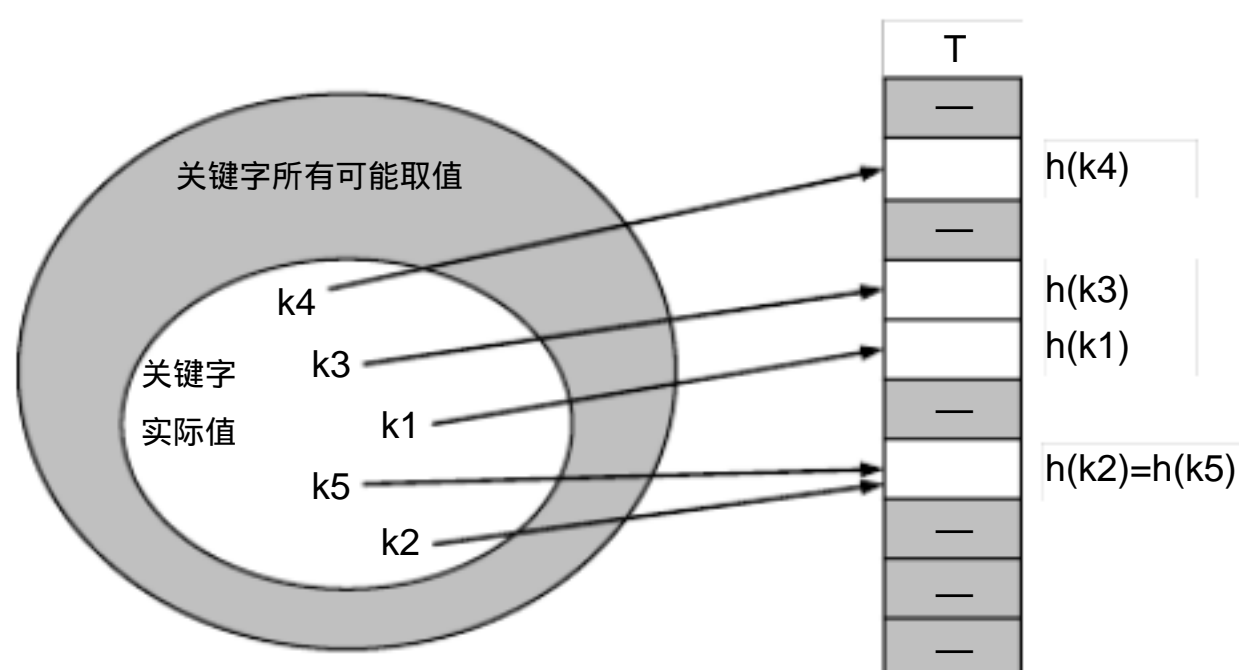 T
—
关键字所有可能取值
h(k4)
—
k4
h(k3)
关键字
k3
h(k1)
实际值
k1
—
k5
h(k2)=h(k5)
k2
—
—
—